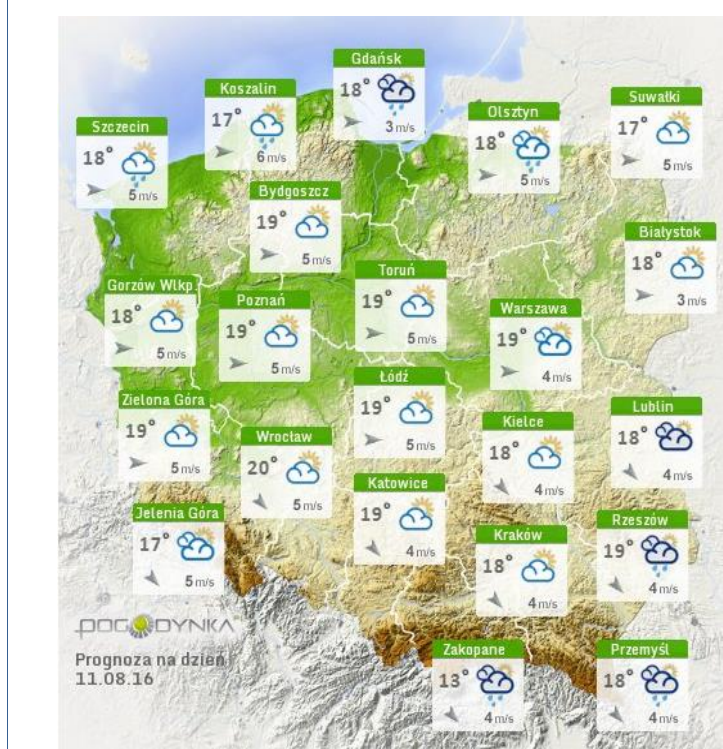 Gdańsk
18°
3 m/s
Koszalin
17°
6 m/s
Suwałki
17°
5 m/s
Olsztyn
18°
5 m/s
Szczecin
18°
5 m/s
Bydgoszcz
19°
5 m/s
Białystok
18°
3 m/s
Toruń
19°
5 m/s
Gorzów Wlkp
18°
5 m/s
Poznań
19°
5 m/s
Warszawa
19°
4 m/s
Łódź
19°
5 m/s
Zielona Góra
19°
5 m/s
Lublin
18°
4 m/s
Kielce
18°
4 m/s
Wrocław
20°
5 m/s
Katowice
19°
4 m/s
Jelenia Góra
17°
5 m/s
Rzeszów
19°
4 m/s
Kraków
18°
4 m/s
POGODYNKA
Prognoza na dzień
11.08.16
Zakopane
13°
4 m/s
Przemyśl
18°
4 m/s